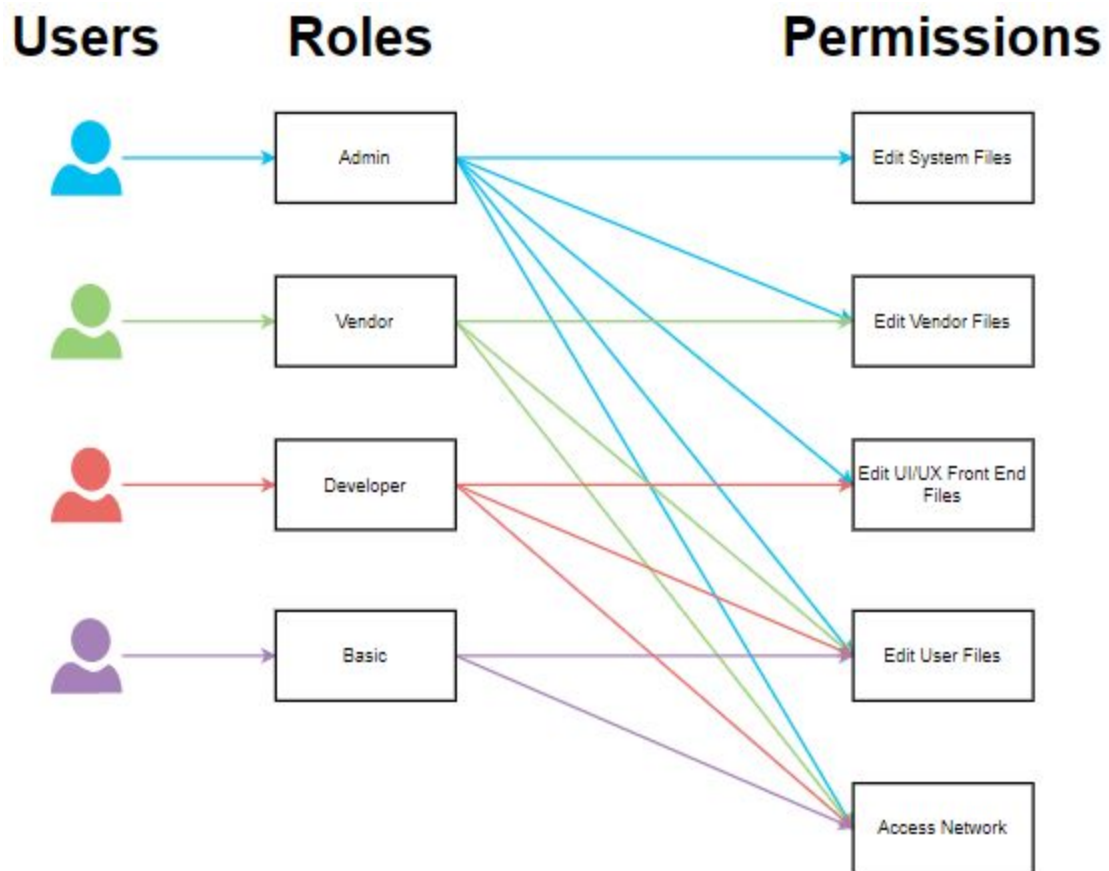 Users Roles Permissions
Admin Edit System Files
Vendor Edit Vendor Files
Developer Edit UI/UX Front End
Files
Basic Edit User Files
Access Network